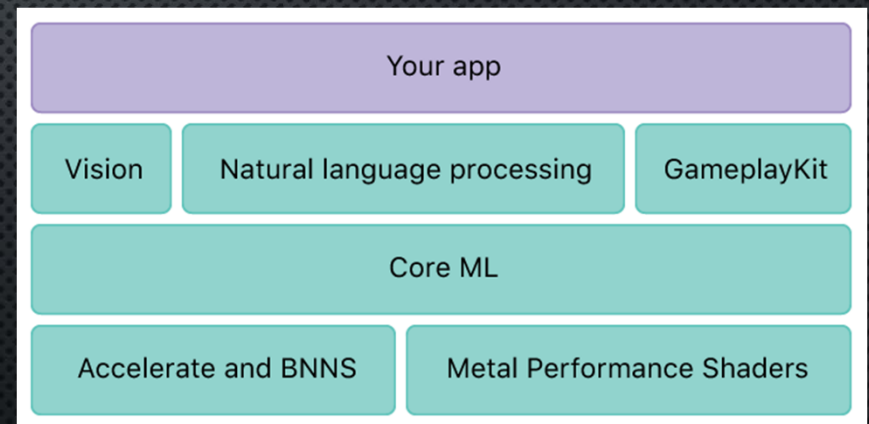 Your app
Vision
Natural language processing
GameplayKit
Core ML
Accelerate and BNNS
Metal Performance Shaders